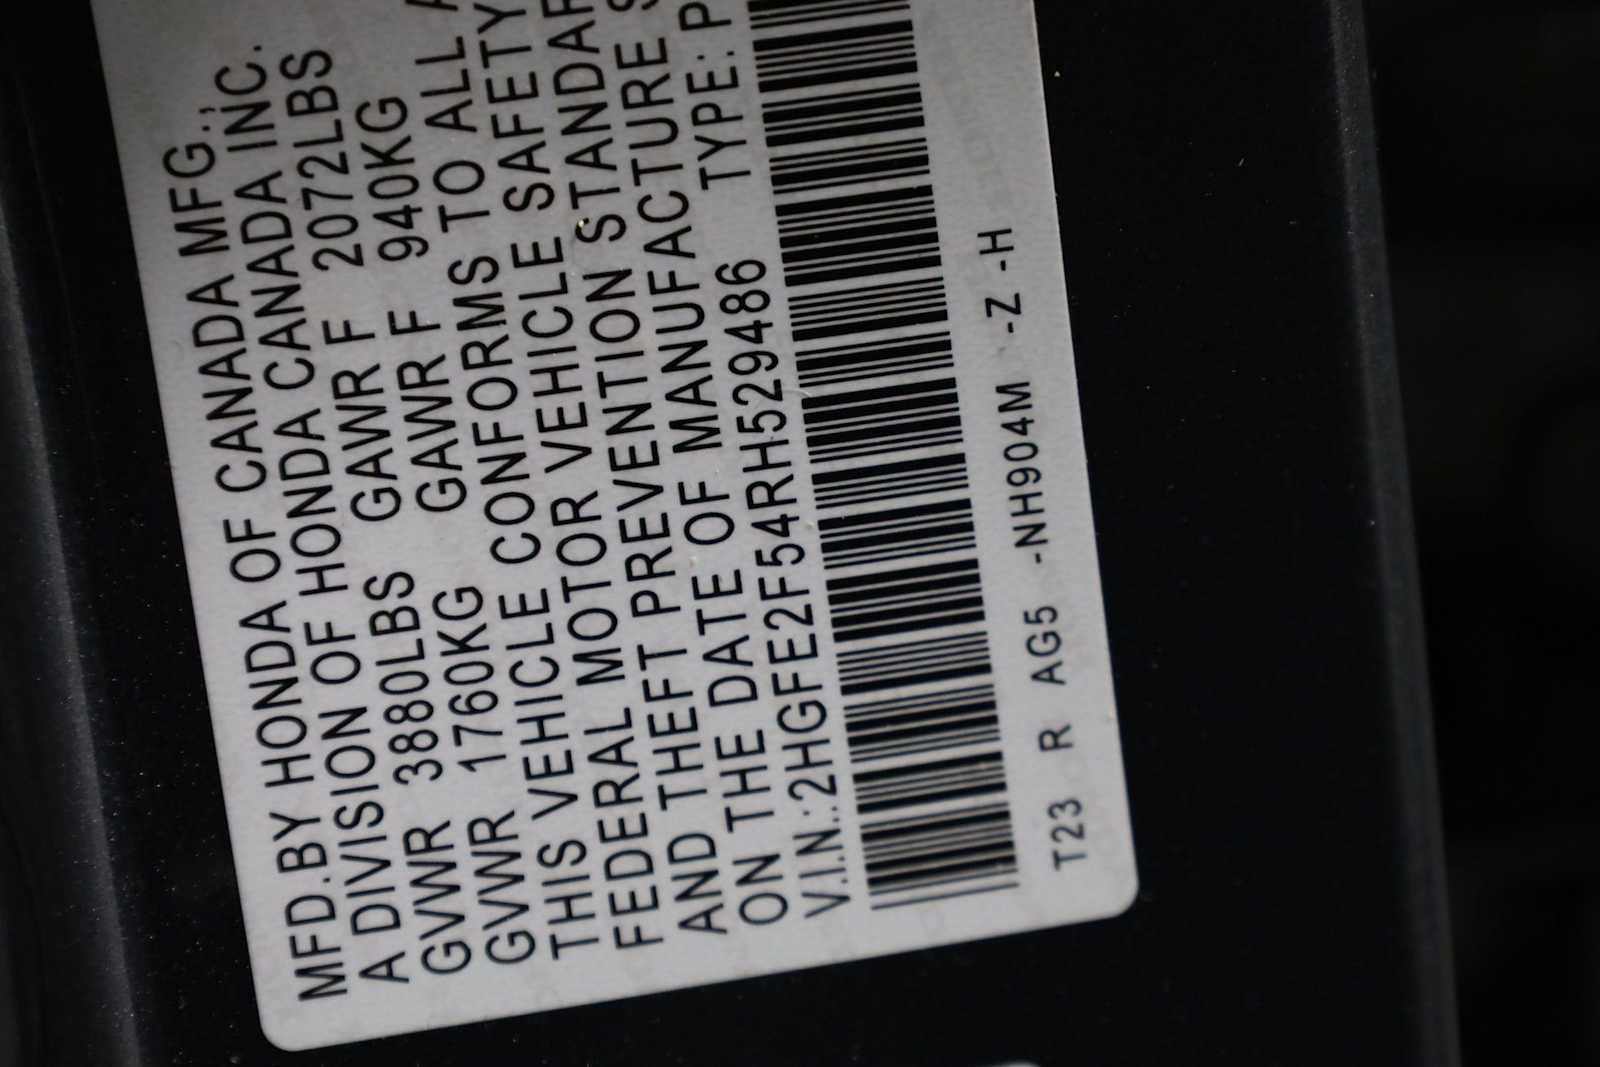 MFD.BY HONDA OF CANADA MFG.,
A DIVISION OF HONDA CANADA INC.
GVWR 3880LBS GAWR F 2072LBS
GVWR 1760KG GAWR F 940KG
THIS VEHICLE CONFORMS TO ALL A
FEDERAL MOTOR VEHICLE SAFETY
AND THEFT PREVENTION STANDAR
ON THE DATE OF MANUFACTURE S
V.I.N.:2HGFE2F54RH529486 TYPE:P
T23 R AG5 -NH904M -Z -H